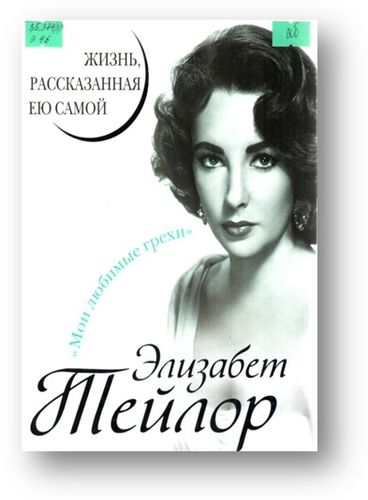 ЖИЗНЬ,
РАССКАЗАННАЯ
ЕЮ САМОЙ
«Мои любимые грехи»
Элизабет
Тейлор